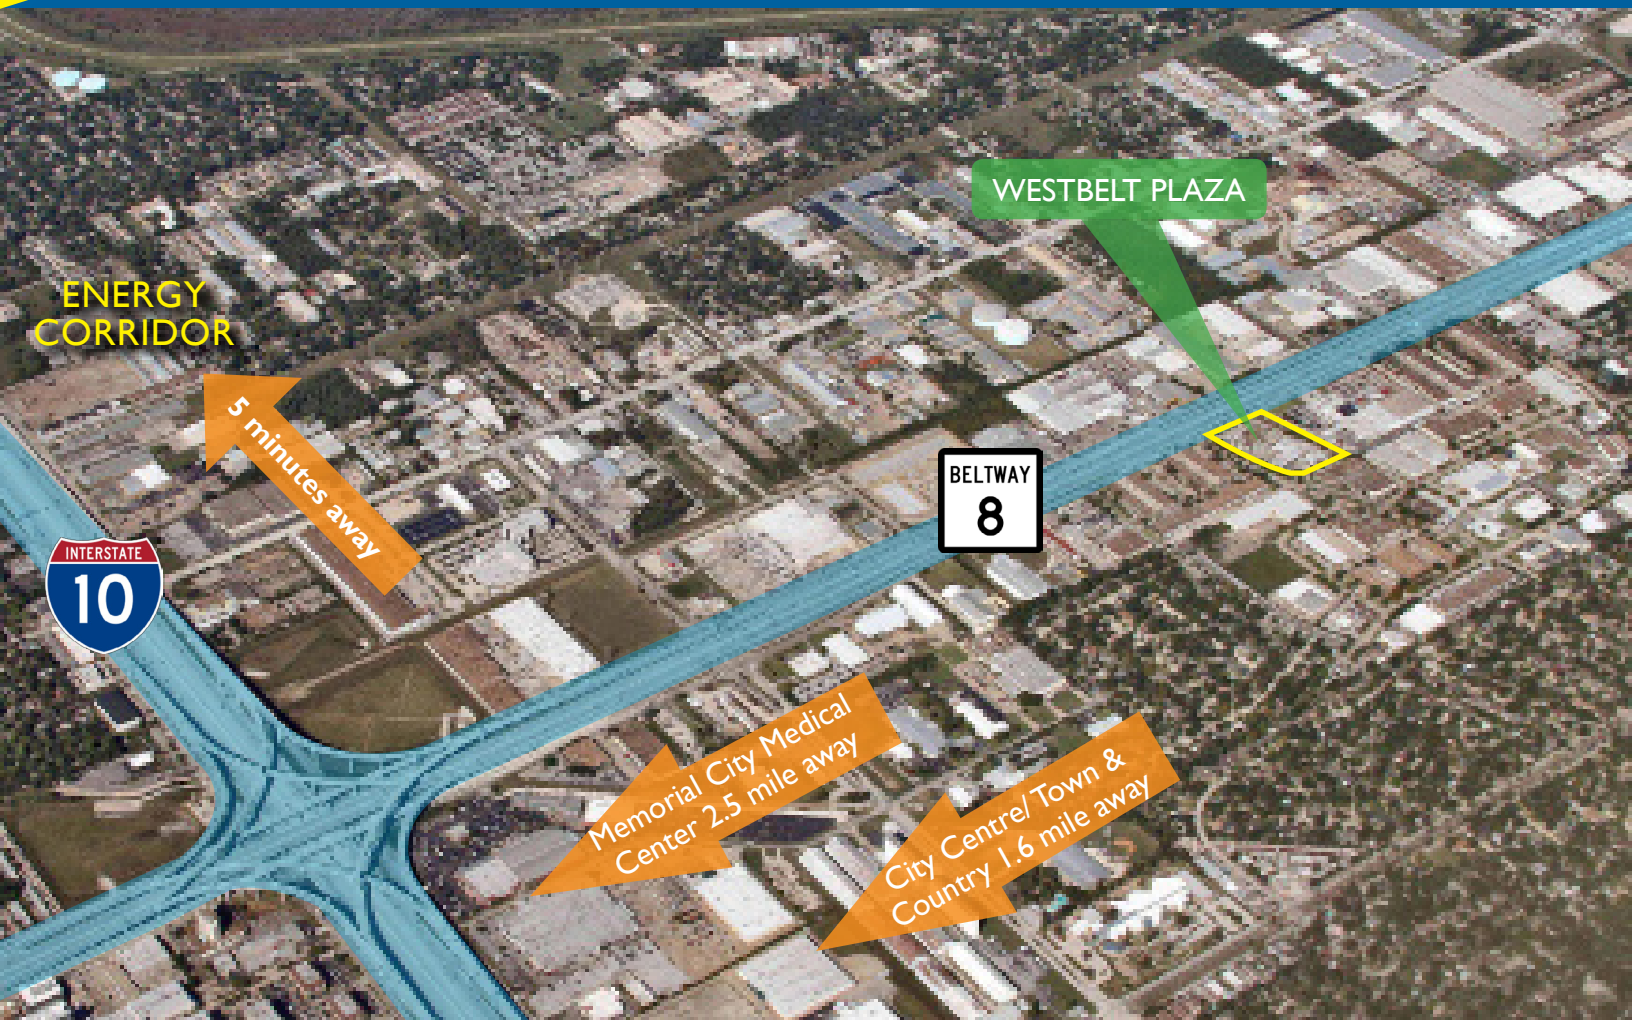 WESTBELT PLAZA
ENERGY
CORRIDOR
5 minutes away
BELTWAY
8
INTERSTATE
10
Memorial City Medical
Center 2.5 mile away
City Centre/ Town &
Country 1.6 mile away